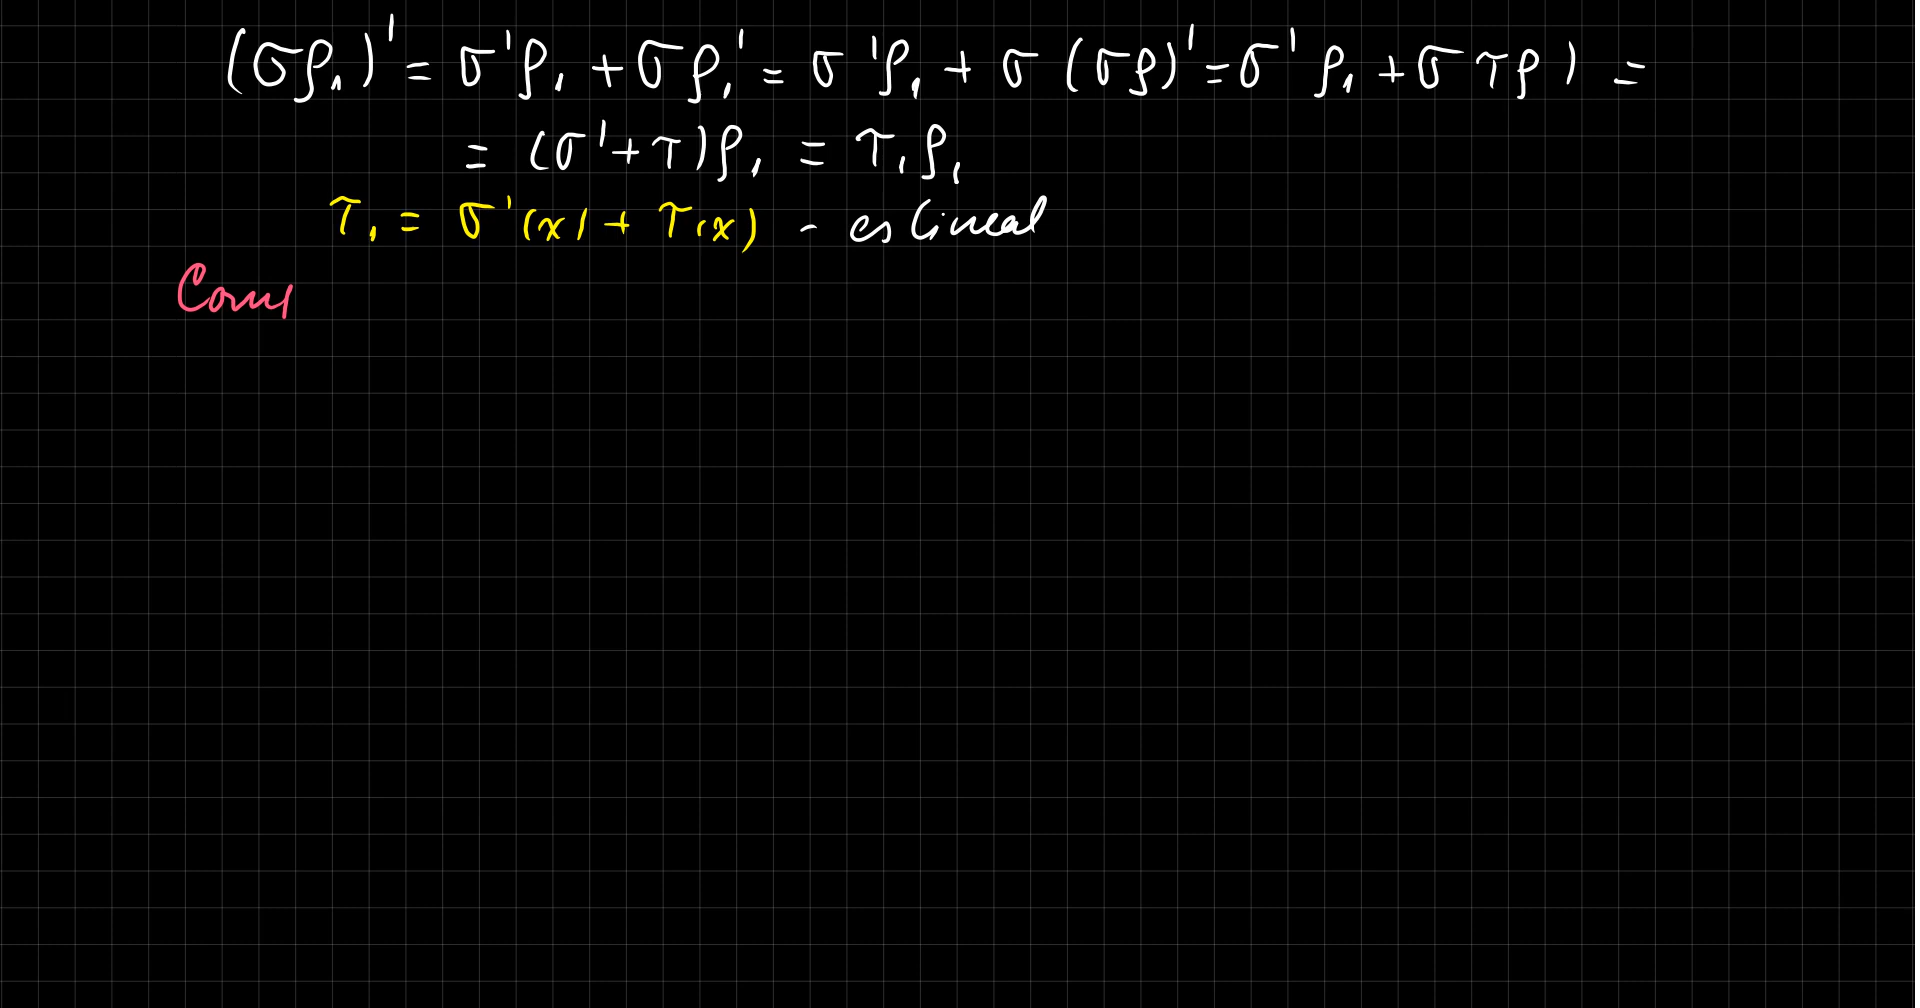 (σρ₁)' = σ'ρ₁ + σρ₁' = σ'ρ₁ + σ(σρ)' = σ'ρ₁ + στρ) =
= (σ' + τ)ρ₁ = τ₁ρ₁
τ₁ = σ'(x) + τ(x) - es lineal